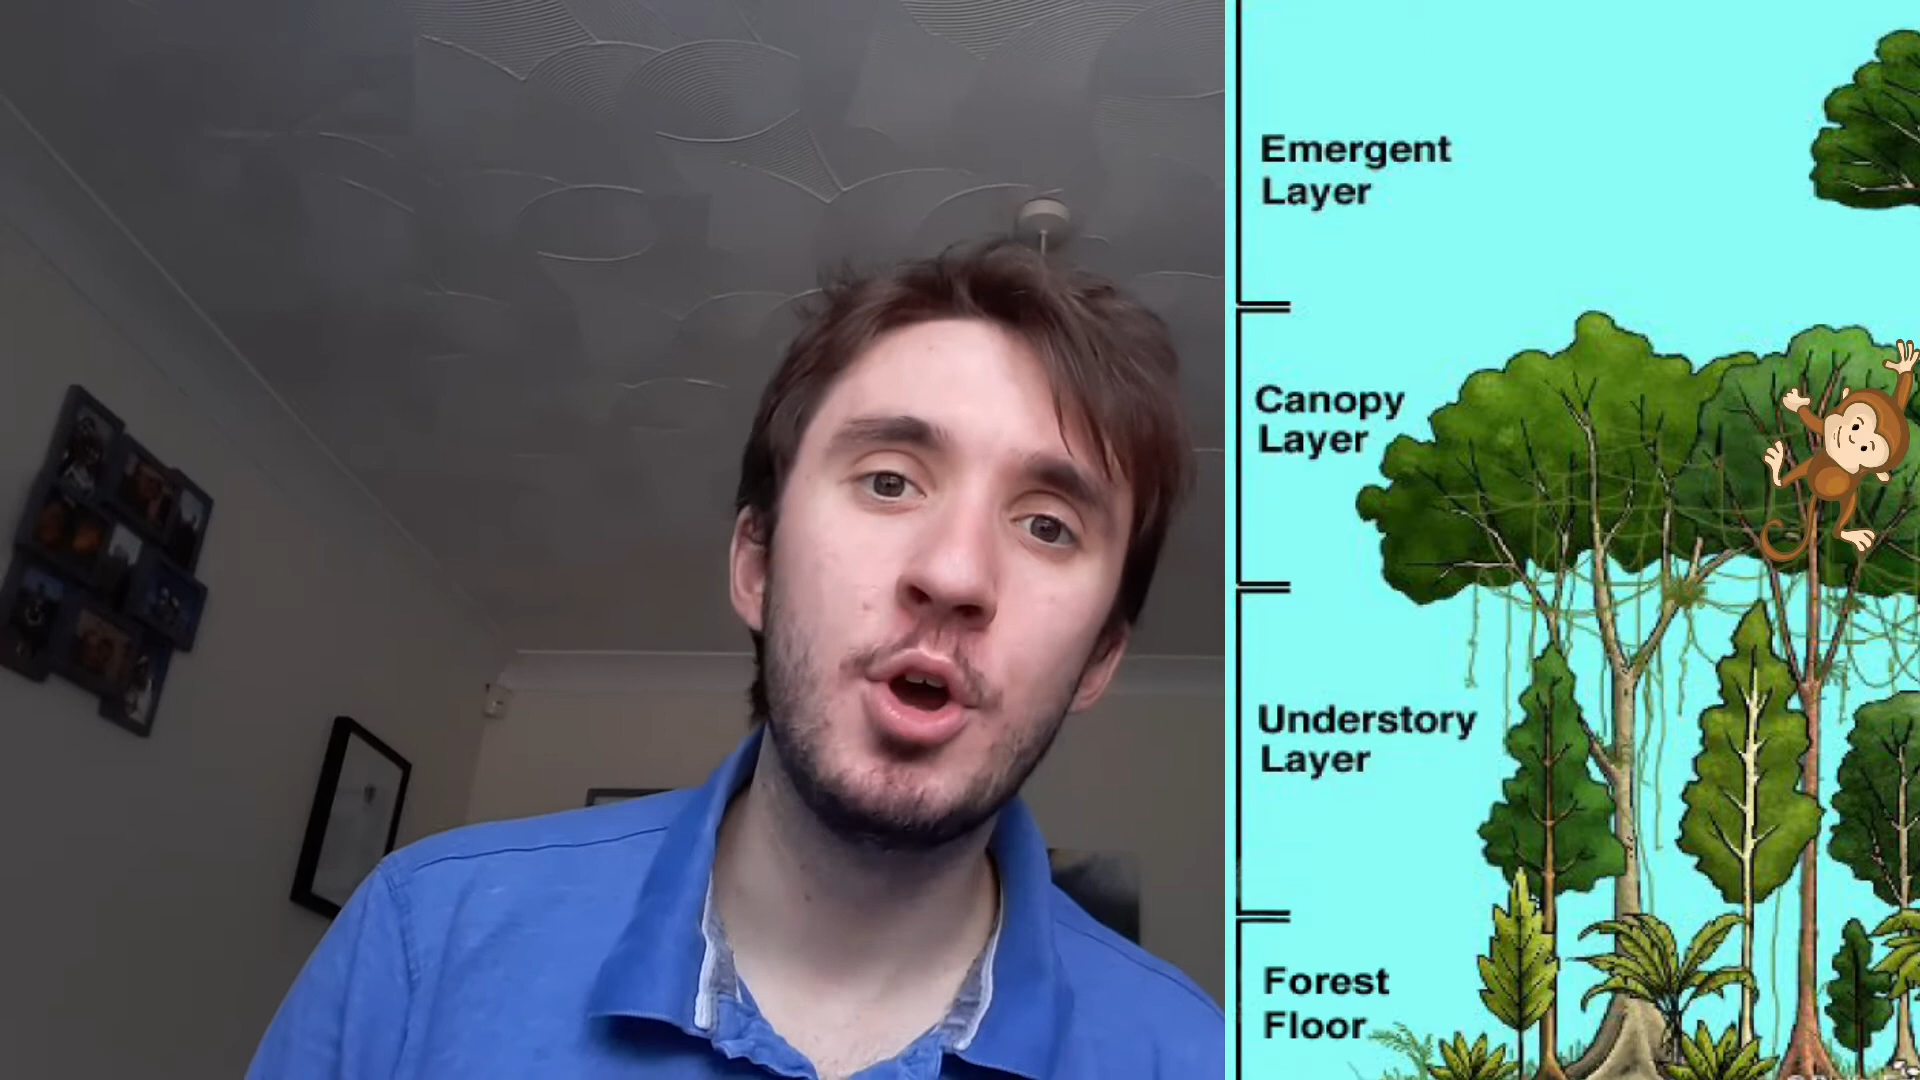 Emergent
Layer
Canopy
Layer
Understory
Layer
Forest
Floor